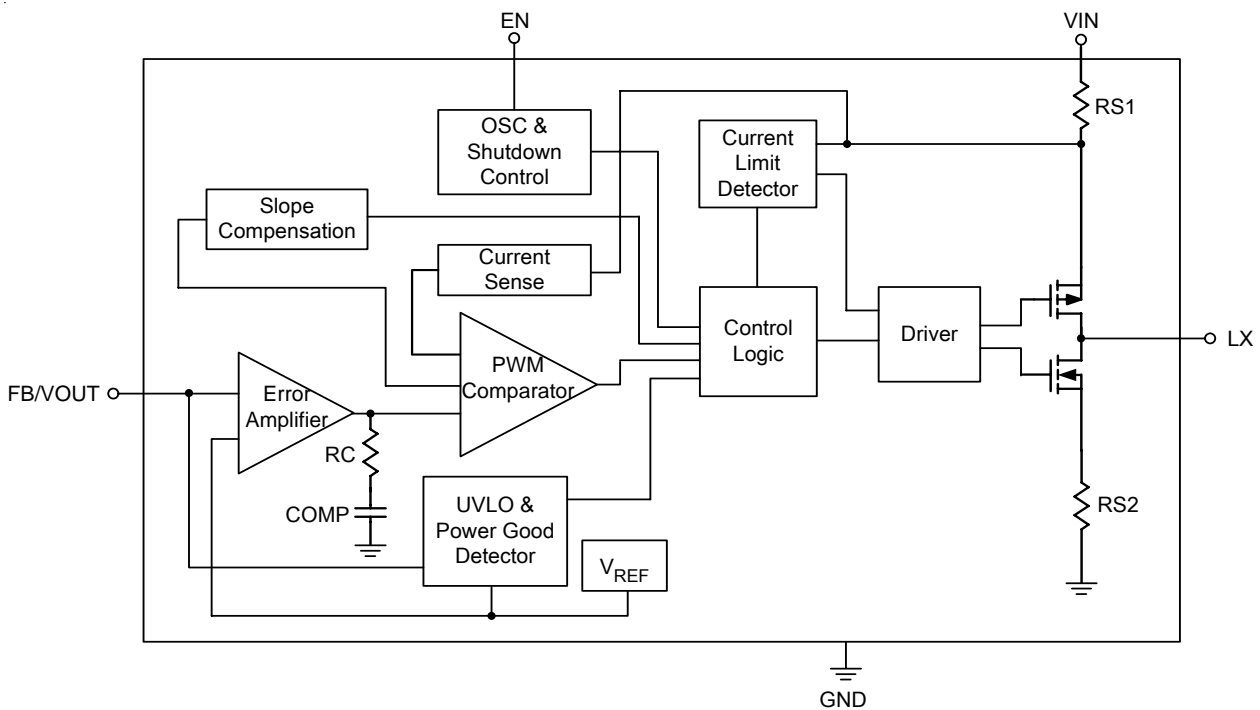 EN
VIN
RS1
OSC &
Shutdown
Control
Current
Limit
Detector
Slope
Compensation
Current
Sense
Control
Logic
Driver
LX
PWM
Comparator
FB/VOUT
Error
Amplifier
RC
COMP
UVLO &
Power Good
Detector
VREF
RS2
GND